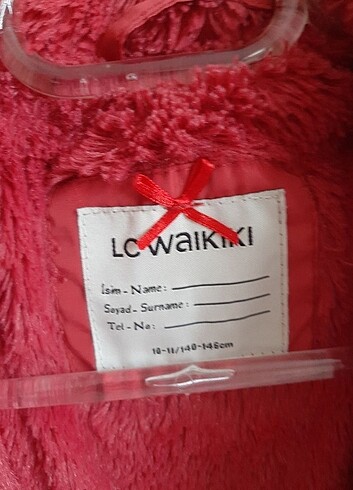 LC WAIKIKI
İsim - Name:
Soyad - Surname:
Tel - No:
10-11/140-146cm